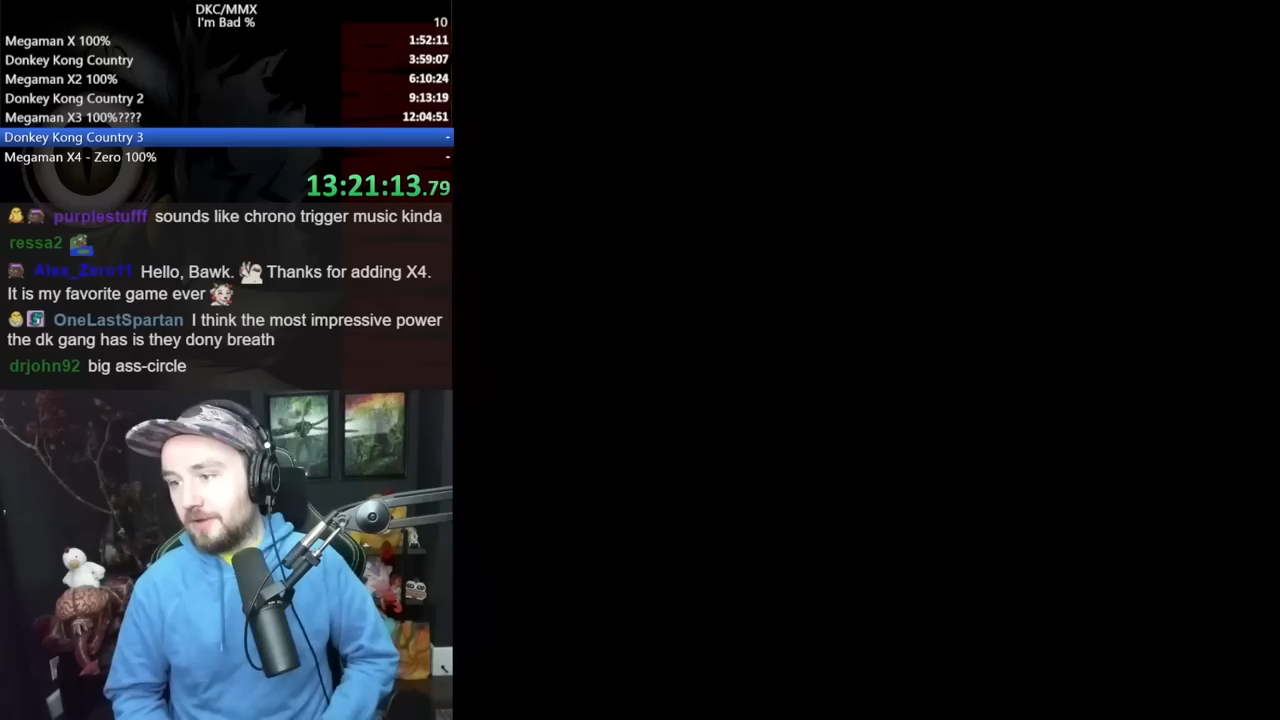 DKC/MMX
I'm Bad %
10
Megaman X 100% 1:52:11
Donkey Kong Country 3:59:07
Megaman X2 100% 6:10:24
Donkey Kong Country 2 9:13:19
Megaman X3 100%???? 12:04:51
Donkey Kong Country 3 -
Megaman X4 - Zero 100% -
13:21:13.79
purplestufff sounds like chrono trigger music kinda
ressa2
Alex_Zero11 Hello, Bawk. Thanks for adding X4.
It is my favorite game ever
OneLastSpartan I think the most impressive power
the dk gang has is they dony breath
drjohn92 big ass-circle